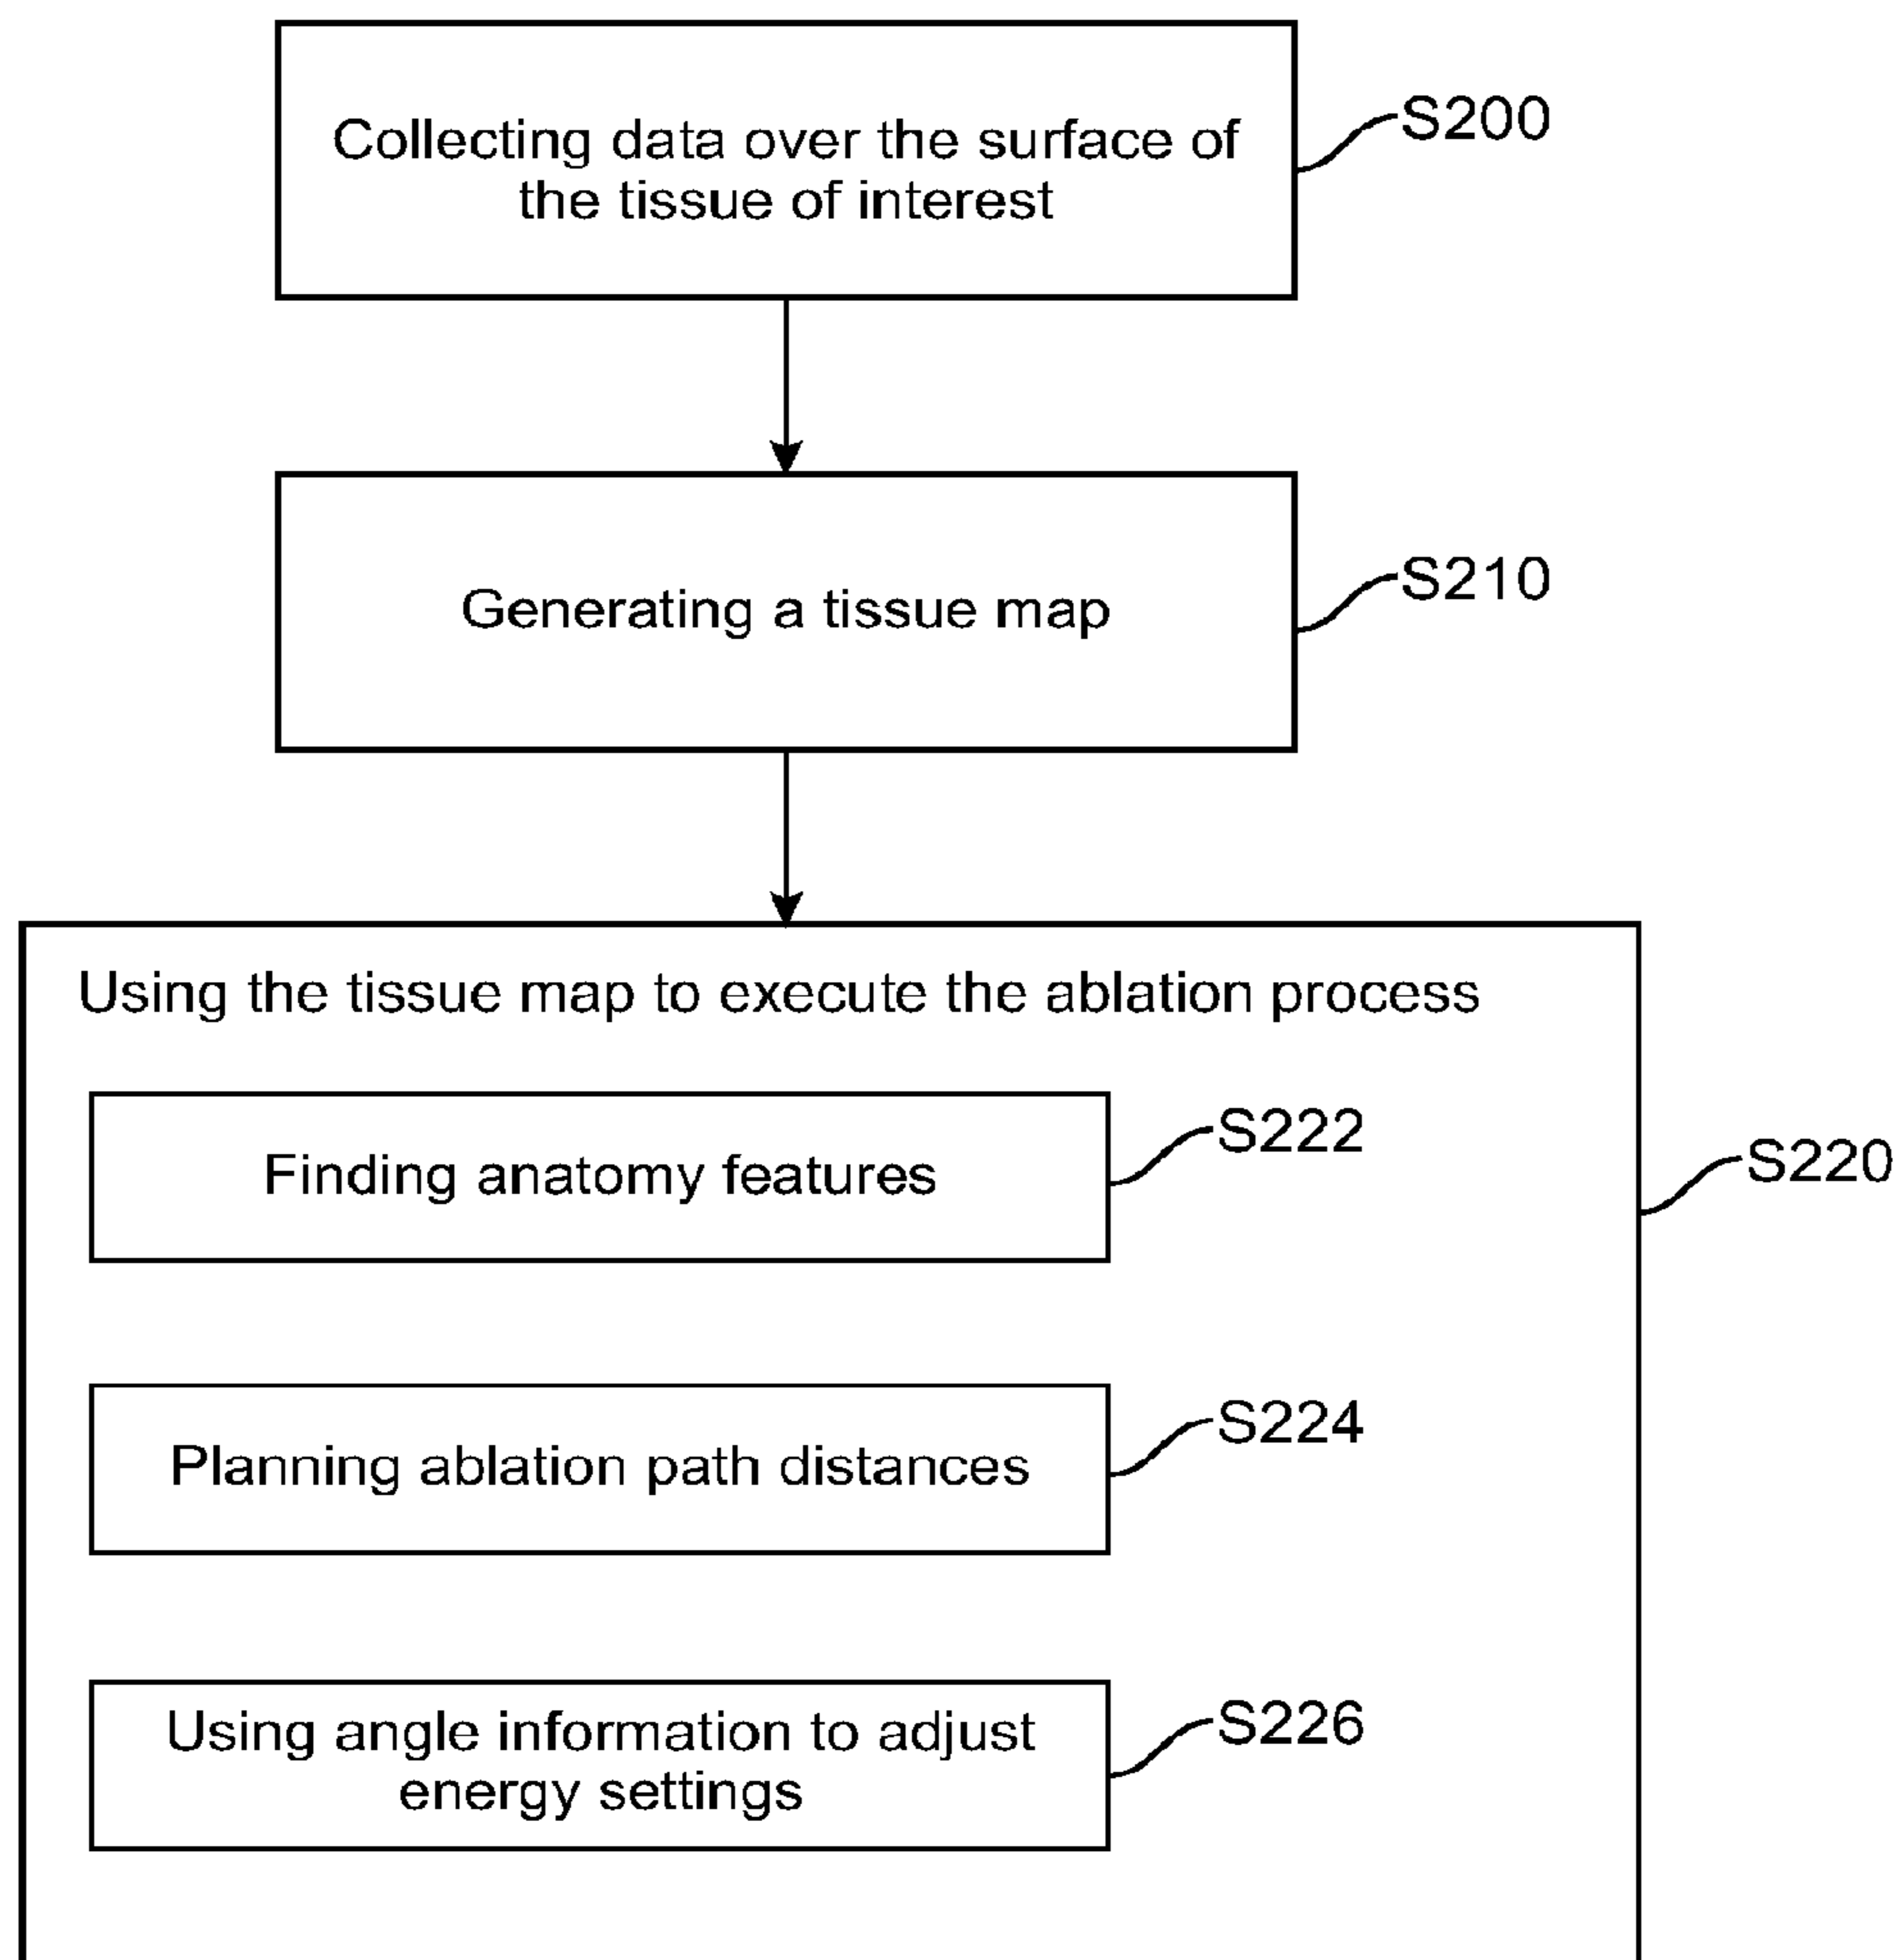 Collecting data over the surface of
the tissue of interest
S200
Generating a tissue map
S210
Using the tissue map to execute the ablation process
S220
Finding anatomy features
S222
Planning ablation path distances
S224
Using angle information to adjust
energy settings
S226